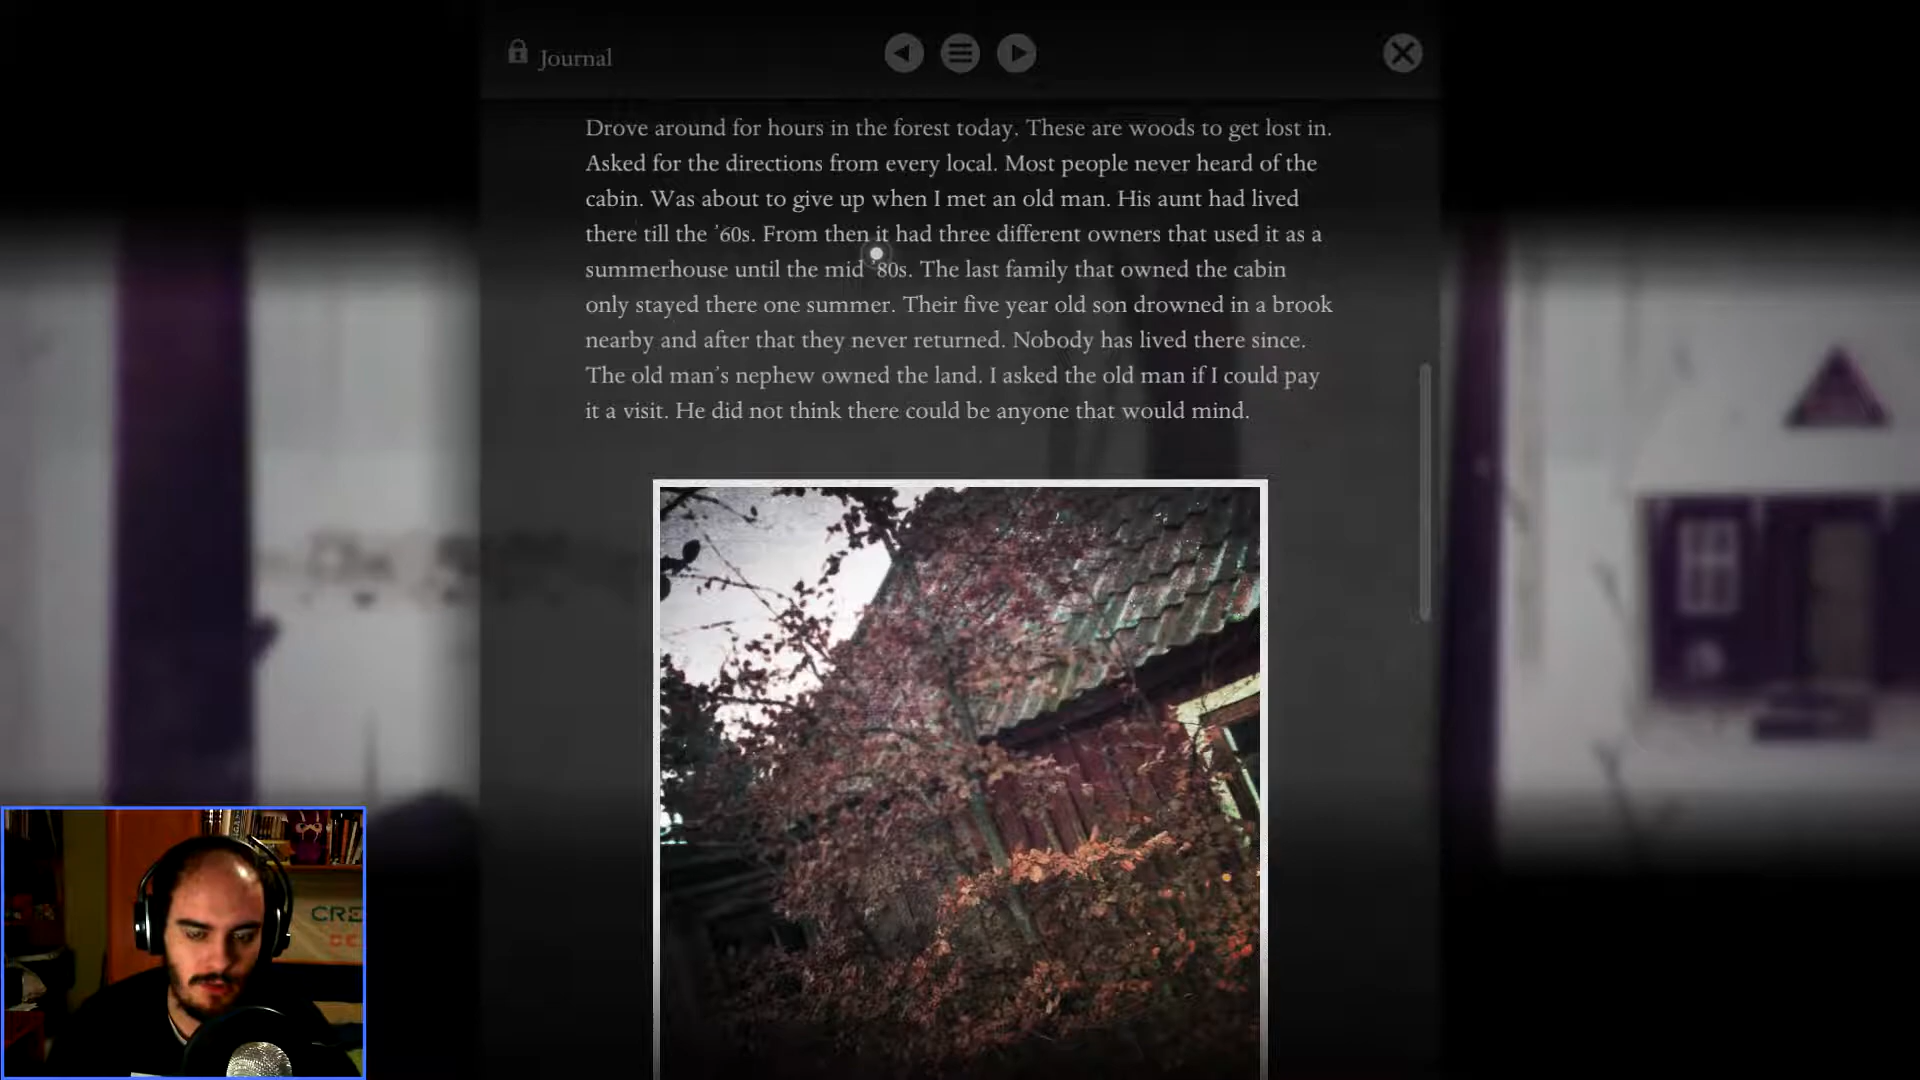 Journal
Drove around for hours in the forest today. These are woods to get lost in.
Asked for the directions from every local. Most people never heard of the
cabin. Was about to give up when I met an old man. His aunt had lived
there till the ’60s. From then it had three different owners that used it as a
summerhouse until the mid ’80s. The last family that owned the cabin
only stayed there one summer. Their five year old son drowned in a brook
nearby and after that they never returned. Nobody has lived there since.
The old man’s nephew owned the land. I asked the old man if I could pay
it a visit. He did not think there could be anyone that would mind.